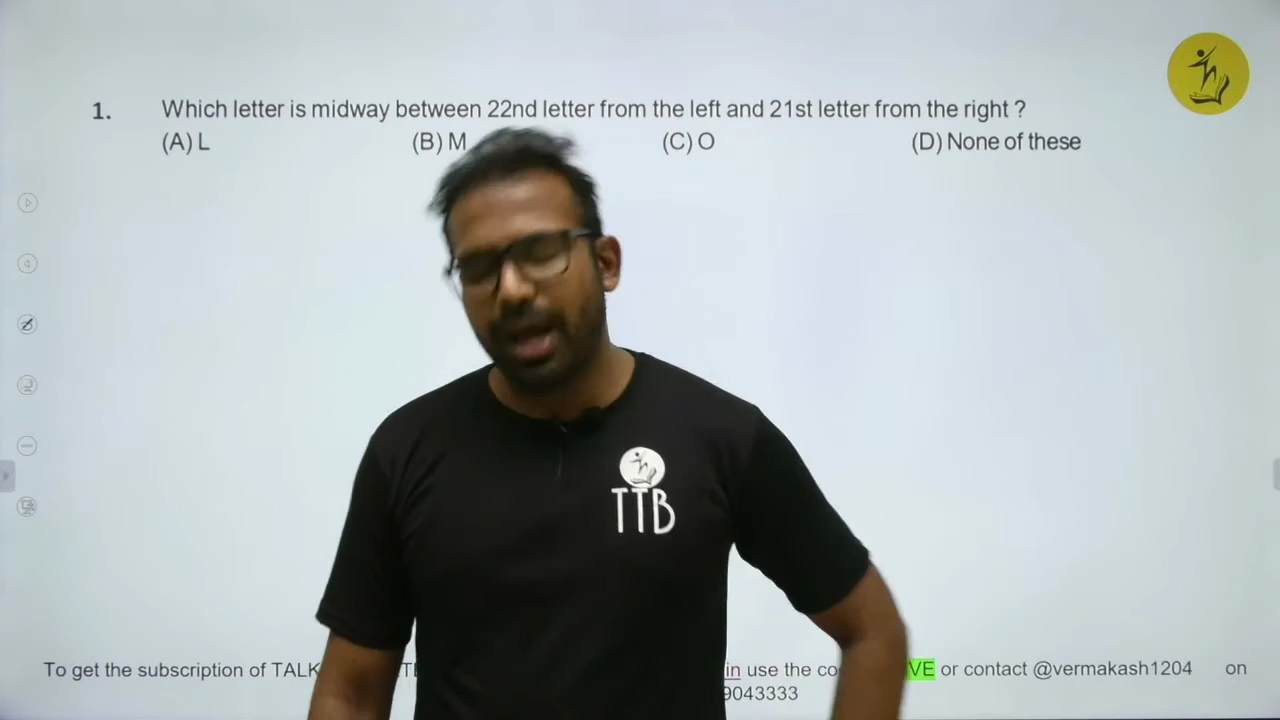 1. Which letter is midway between 22nd letter from the left and 21st letter from the right ?
(A) L (B) M (C) O (D) None of these
TTB
To get the subscription of TALK in use the co VE or contact @vermakash1204 on
9043333